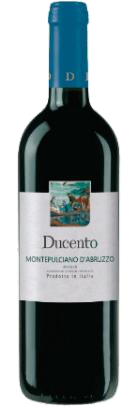 D
Ducento
MONTEPULCIANO D'ABRUZZO
Prodotto in Italia